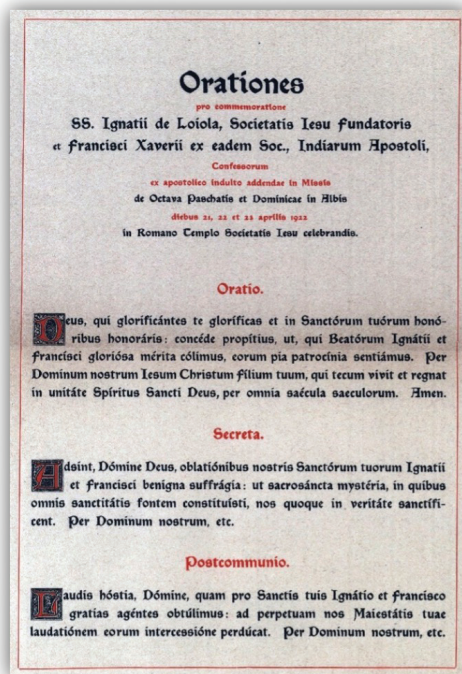 Orationes
pro commemoratione
SS. Ignatii de Loiola, Societatis Iesu Fundatoris
et Francisci Xaverii ex eadem Soc., Indiarum Apostoli,
Confessorum
ex apostolico indulto addendae in Missis
de Octava Paschatis et Dominicae in Albis
diebus 21, 22 et 23 aprilis 1922
in Romano Templo Societatis Iesu celebrandis.
Oratio.
Deus, qui glorificántes te gloríficas et in Sanctórum tuórum honó-
ribus honoráris: concéde propítius, ut, qui Beatórum Ignátii et
Francísci gloriósa mérita cólimus, eorum pia patrocínia sentiámus. Per
Dominum nostrum Iesum Christum Filium tuum, qui tecum vivit et regnat
in unitáte Spíritus Sancti Deus, per omnia saécula saeculorum. Amen.
Secreta.
Adsint, Dómine Deus, oblatiónibus nostris Sanctórum tuorum Ignatii
et Francisci benigna suffrágia: ut sacrosáncta mystéria, in quibus
omnis sanctitátis fontem constituísti, nos quoque in veritáte sanctífi-
cent. Per Dominum nostrum, etc.
Postcommunio.
Laudis hóstia, Dómine, quam pro Sanctis tuis Ignátio et Francisco
gratias agéntes obtúlimus: ad perpetuam nos Maiestátis tuae
laudatiónem eorum intercessióne perdúcat. Per Dominum nostrum, etc.